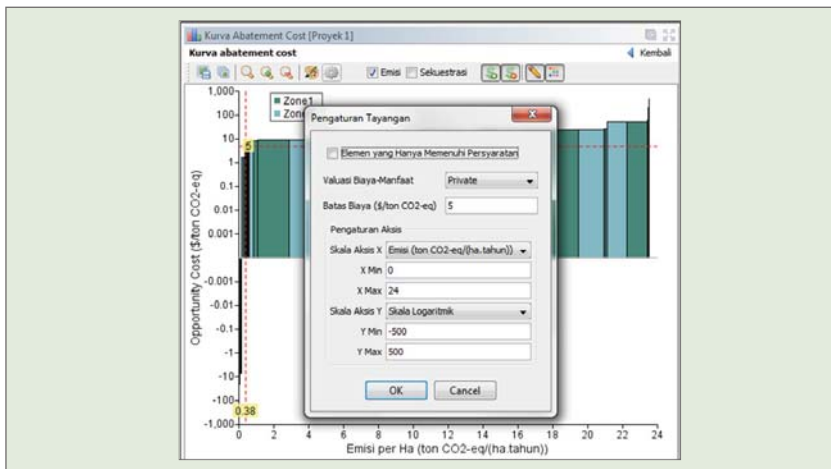 Kurva Abatement Cost [Proyek 1]
Kurva abatement cost
Kembali
Emisi
Sekuestrasi
1,000
100
10
1
0.1
0.01
0.001
-0.001
-0.01
-0.1
-1
-10
-100
-1,000
Opportunity Cost ($/ton CO2-eq)
Zone1
5
0.38
Pengaturan Tayangan
Elemen yang Hanya Memenuhi Persyaratan
Valuasi Biaya-Manfaat Private
Batas Biaya ($/ton CO2-eq) 5
Pengaturan Aksis
Skala Aksis X Emisi (ton CO2-eq/(ha.tahun))
X Min 0
X Max 24
Skala Aksis Y Skala Logaritmik
Y Min -500
Y Max 500
OK Cancel
0 2 4 6 8 10 12 14 16 18 20 22 24
Emisi per Ha (ton CO2-eq/(ha.tahun))